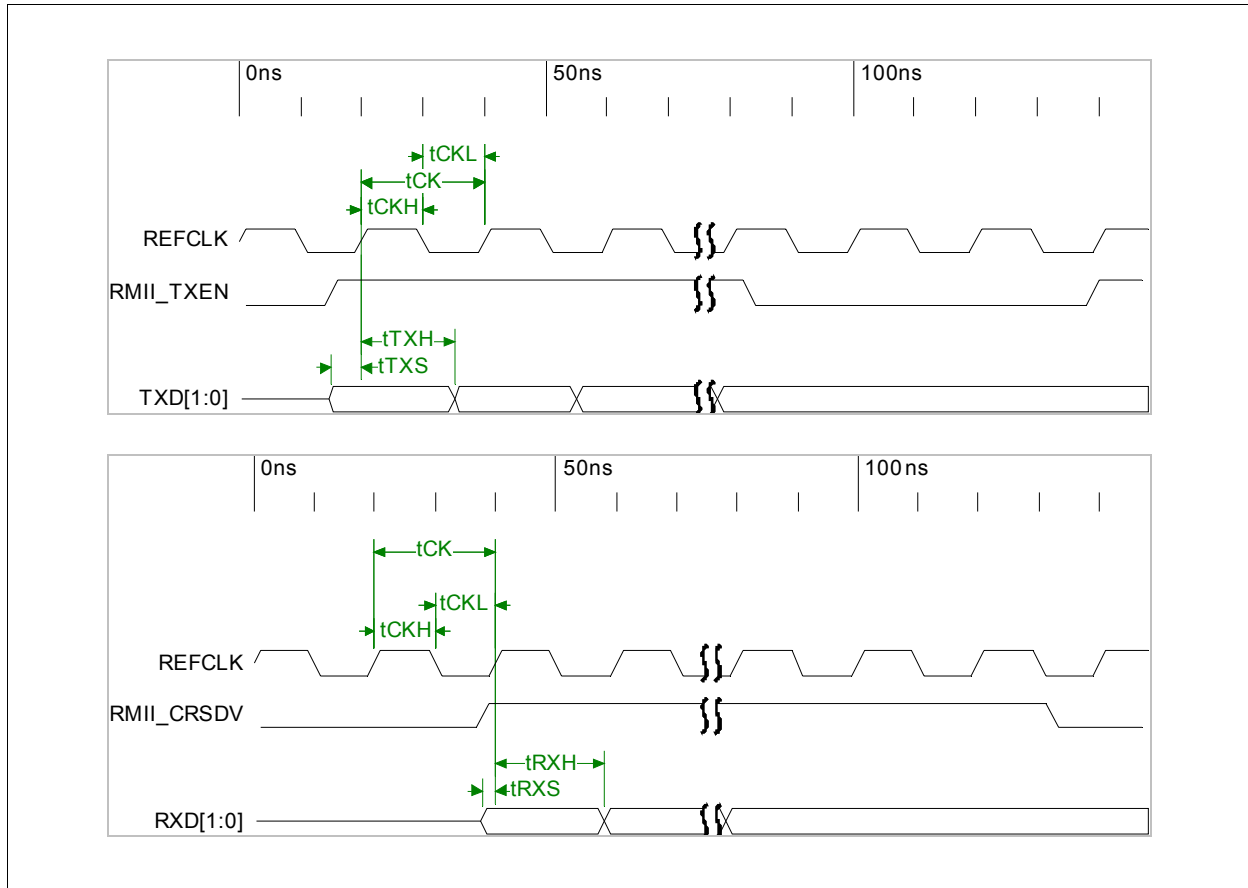 0ns 50ns 100ns
tCKL
tCK
tCKH
REFCLK
RMII_TXEN
tTXH
tTXS
TXD[1:0]
0ns 50ns 100ns
tCK
tCKL
tCKH
REFCLK
RMII_CRSDV
tRXH
tRXS
RXD[1:0]